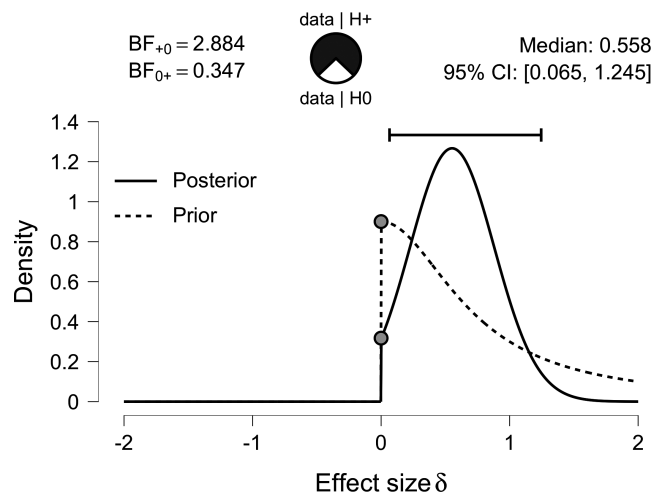 data | H+
BF+0 = 2.884
BF0+ = 0.347
data | H0
Median: 0.558
95% CI: [0.065, 1.245]
1.4
1.2
1
0.8
0.6
0.4
0.2
0
Density
Posterior
Prior
-2
-1
0
1
2
Effect size δ